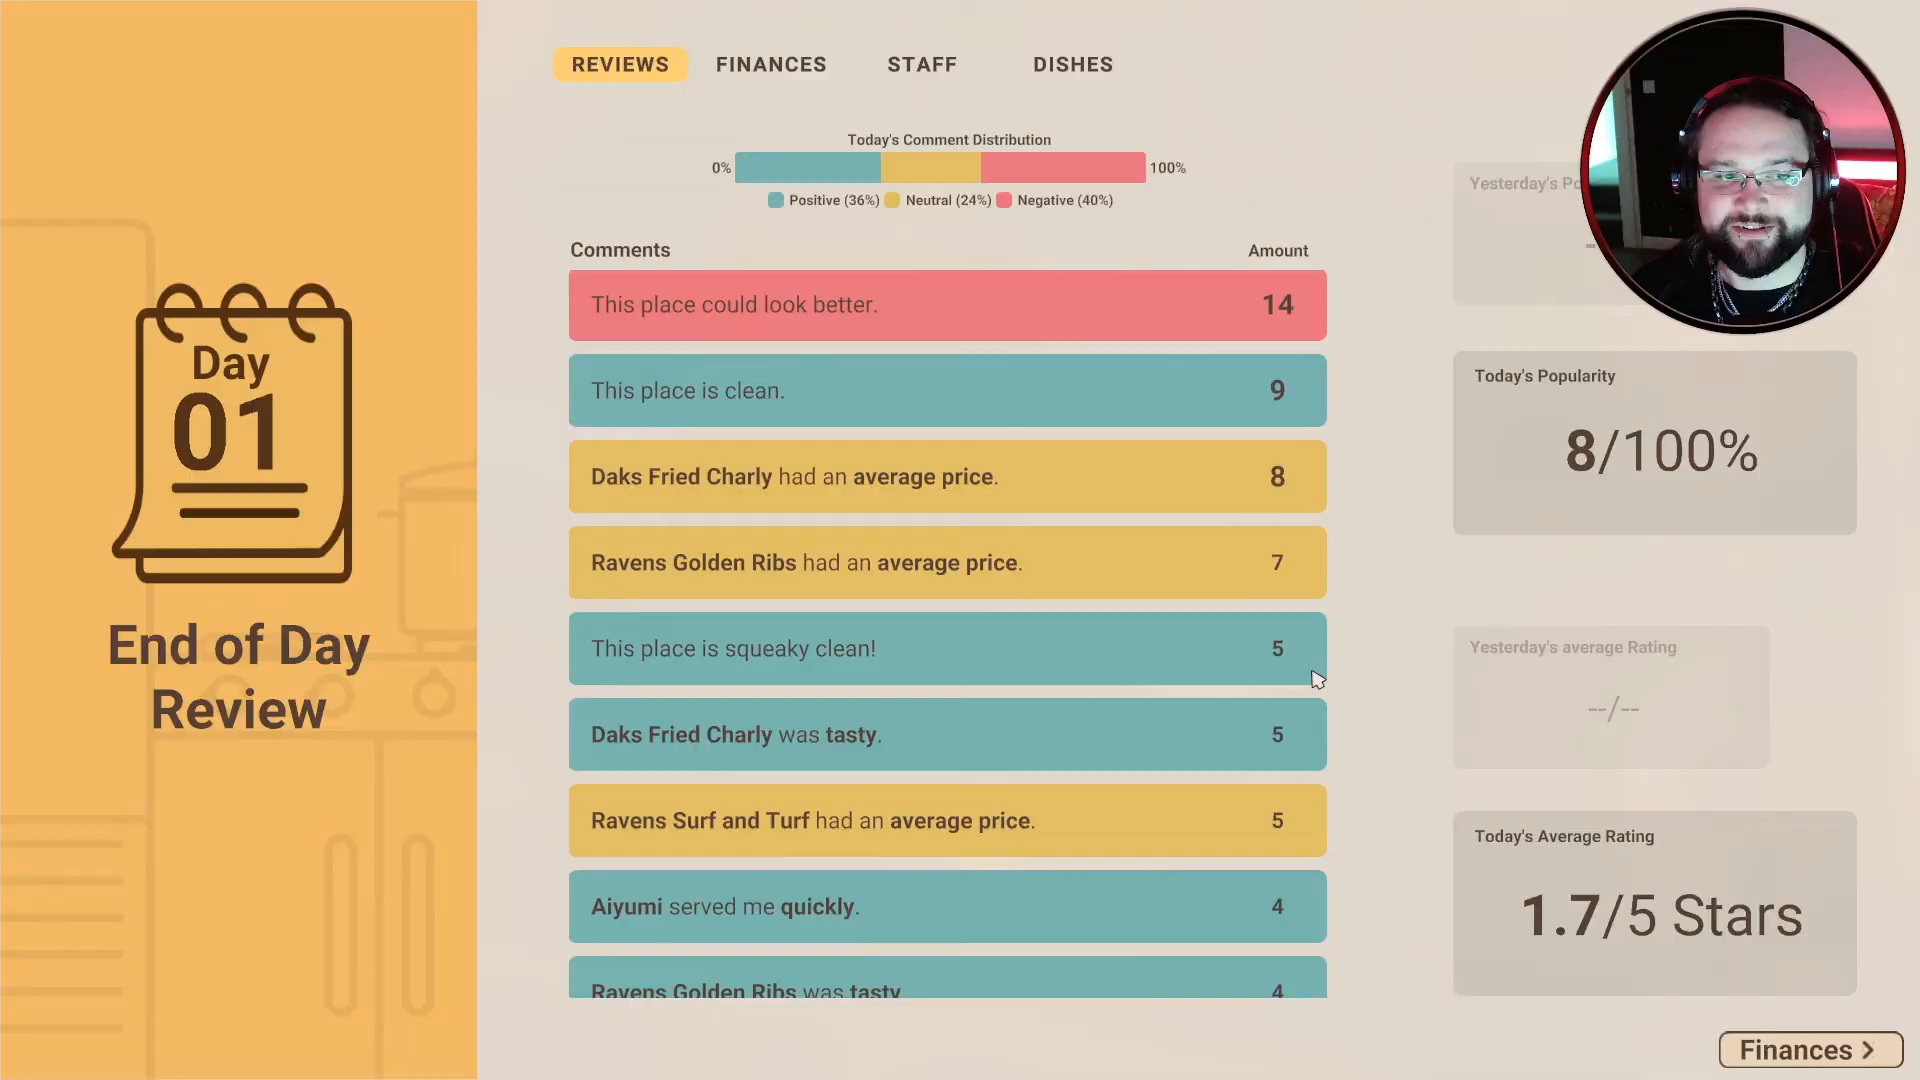 REVIEWS FINANCES STAFF DISHES
Today's Comment Distribution
0% 100%
Positive (36%) Neutral (24%) Negative (40%)
Comments Amount
This place could look better. 14
This place is clean. 9
Daks Fried Charly had an average price. 8
Ravens Golden Ribs had an average price. 7
This place is squeaky clean! 5
Daks Fried Charly was tasty. 5
Ravens Surf and Turf had an average price. 5
Aiyumi served me quickly. 4
Ravens Golden Ribs was tasty 4
Day
01
End of Day
Review
Yesterday's Po
-
Today's Popularity
8/100%
Yesterday's average Rating
--/--
Today's Average Rating
1.7/5 Stars
Finances >